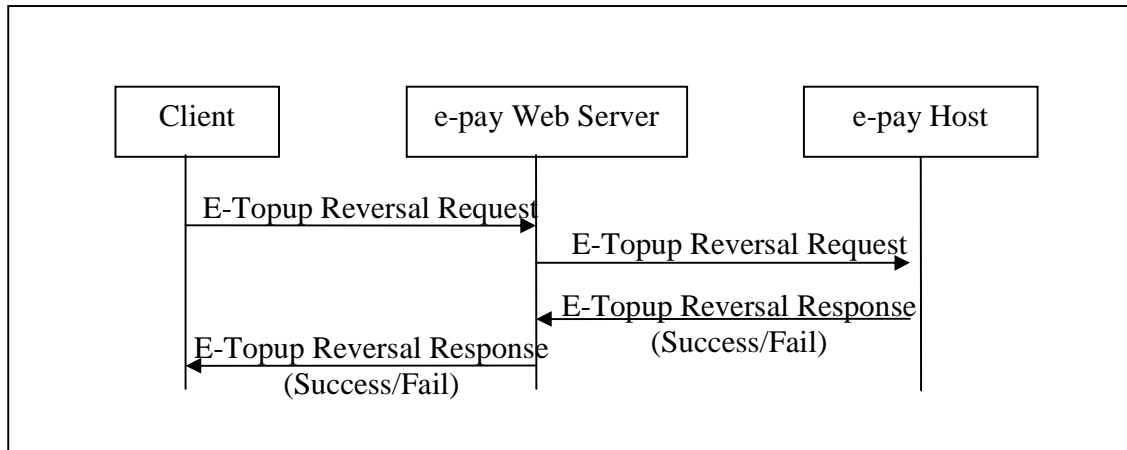 Client
e-pay Web Server
e-pay Host
E-Topup Reversal Request
E-Topup Reversal Request
E-Topup Reversal Response
(Success/Fail)
E-Topup Reversal Response
(Success/Fail)